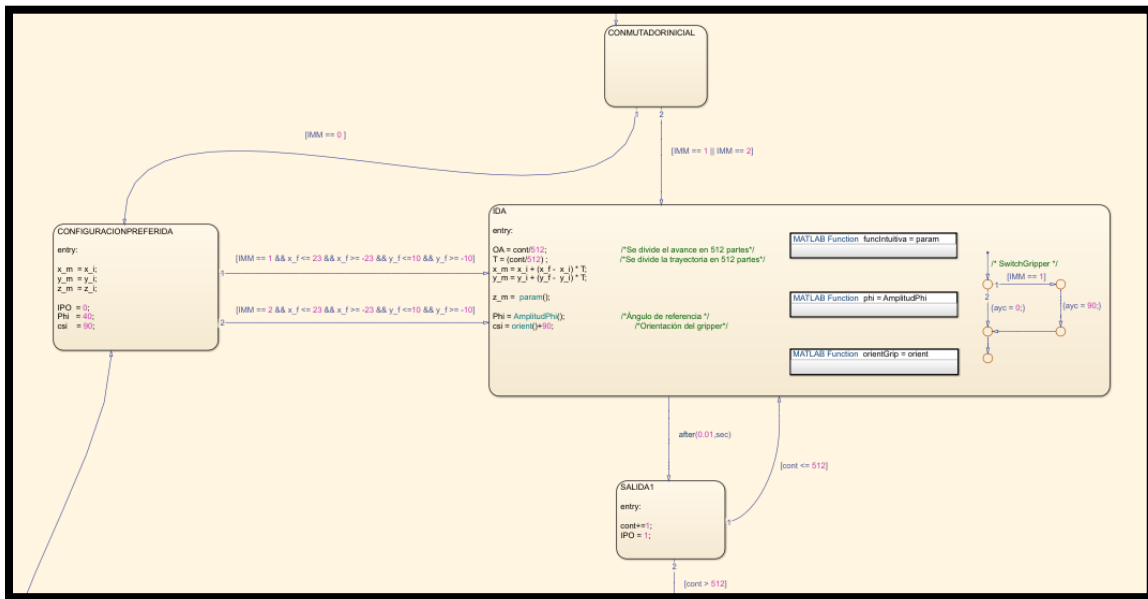 CONMUTADORINICIAL
1
2
[IMM == 0 ]
[IMM == 1 || IMM == 2]
CONFIGURACIONPREFERIDA
entry:
x_m = x_i;
y_m = y_i;
z_m = z_i;
IPO = 0;
Phi = 40;
csi = 90;
1
[IMM == 1 && x_f <= 23 && x_f >= -23 && y_f <=10 && y_f >= -10]
2
[IMM == 2 && x_f <= 23 && x_f >= -23 && y_f <=10 && y_f >= -10]
IDA
entry:
OA = cont/512; /*Se divide el avance en 512 partes*/
T = (cont/512) ; /*Se divide la trayectoria en 512 partes*/
x_m = x_i + (x_f - x_i) * T;
y_m = y_i + (y_f - y_i) * T;
z_m = param();
Phi = AmplitudPhi(); /*Ángulo de referencia */
csi = orient()+90; /*Orientación del gripper*/
MATLAB Function funcIntuitiva = param
MATLAB Function phi = AmplitudPhi
MATLAB Function orientGrip = orient
/* SwitchGripper */
[IMM == 1]
1
2
{ayc = 0;}
{ayc = 90;}
after(0.01,sec)
[cont <= 512]
SALIDA1
entry:
cont+=1;
IPO = 1;
1
2
[cont > 512]